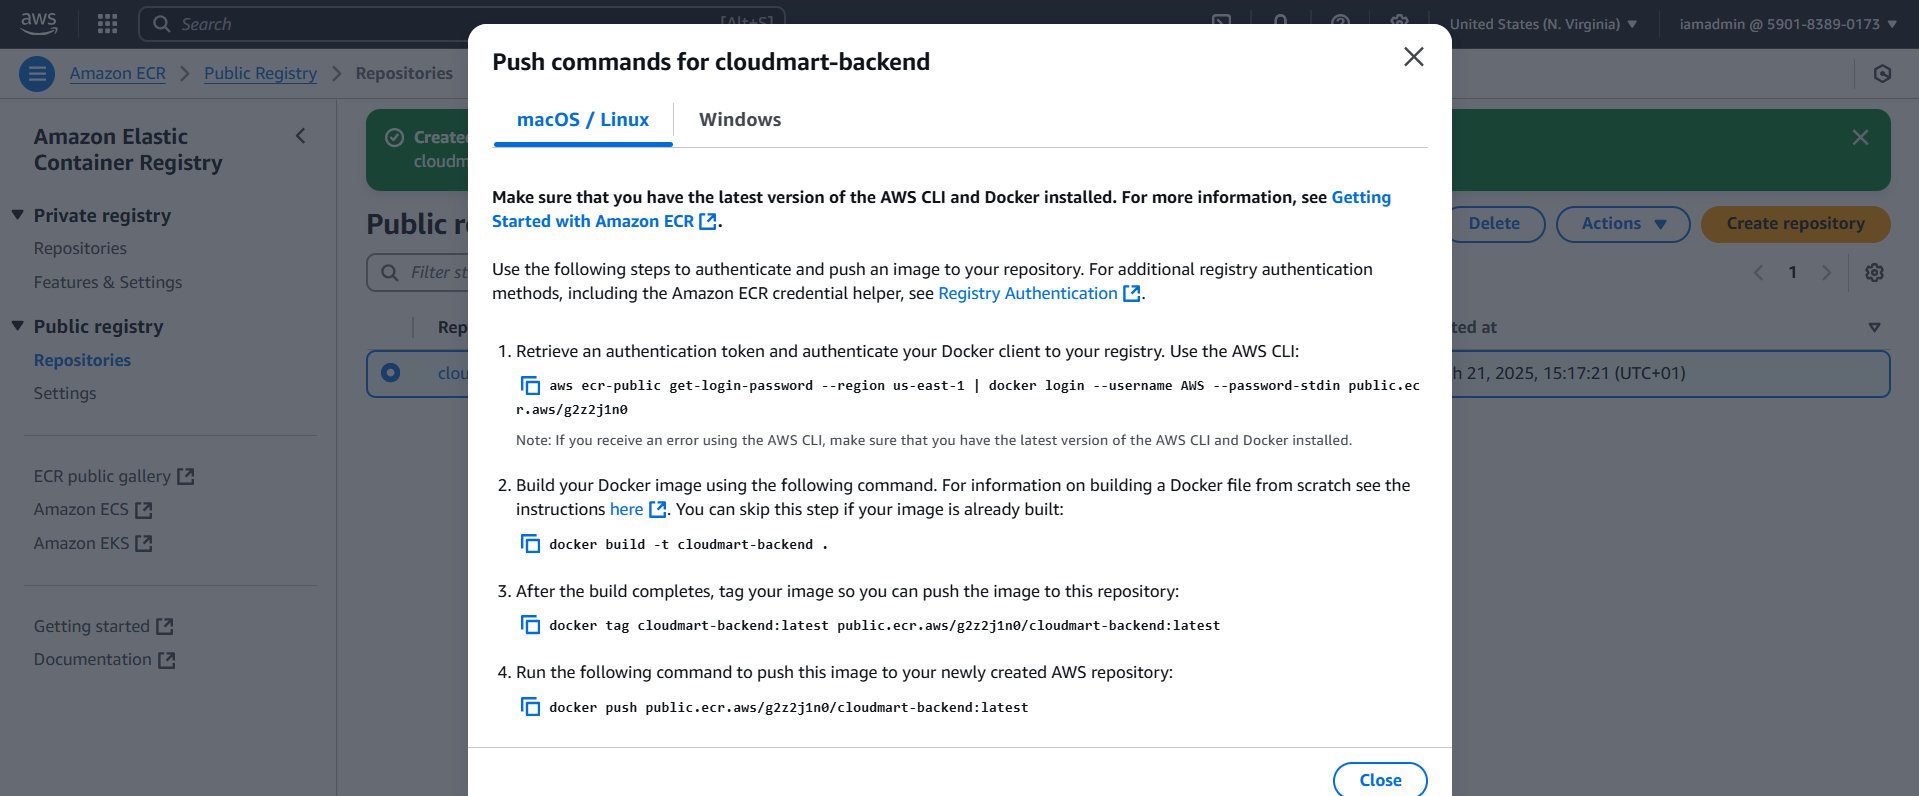 aws
Search
[Alt+S]
United States (N. Virginia)
iamadmin @ 5901-8389-0173
Amazon ECR
Public Registry
Repositories
Amazon Elastic
Container Registry
Private registry
Repositories
Features & Settings
Public registry
Repositories
Settings
ECR public gallery
Amazon ECS
Amazon EKS
Getting started
Documentation
Create
cloudm
Public r
Delete
Actions
Create repository
Filter st
1
Rep
ted at
clou
h 21, 2025, 15:17:21 (UTC+01)
Push commands for cloudmart-backend
macOS / Linux
Windows
Make sure that you have the latest version of the AWS CLI and Docker installed. For more information, see Getting
Started with Amazon ECR.
Use the following steps to authenticate and push an image to your repository. For additional registry authentication
methods, including the Amazon ECR credential helper, see Registry Authentication.
1. Retrieve an authentication token and authenticate your Docker client to your registry. Use the AWS CLI:
aws ecr-public get-login-password --region us-east-1 | docker login --username AWS --password-stdin public.ec
r.aws/g2z2j1n0
Note: If you receive an error using the AWS CLI, make sure that you have the latest version of the AWS CLI and Docker installed.
2. Build your Docker image using the following command. For information on building a Docker file from scratch see the
instructions here. You can skip this step if your image is already built:
docker build -t cloudmart-backend .
3. After the build completes, tag your image so you can push the image to this repository:
docker tag cloudmart-backend:latest public.ecr.aws/g2z2j1n0/cloudmart-backend:latest
4. Run the following command to push this image to your newly created AWS repository:
docker push public.ecr.aws/g2z2j1n0/cloudmart-backend:latest
Close